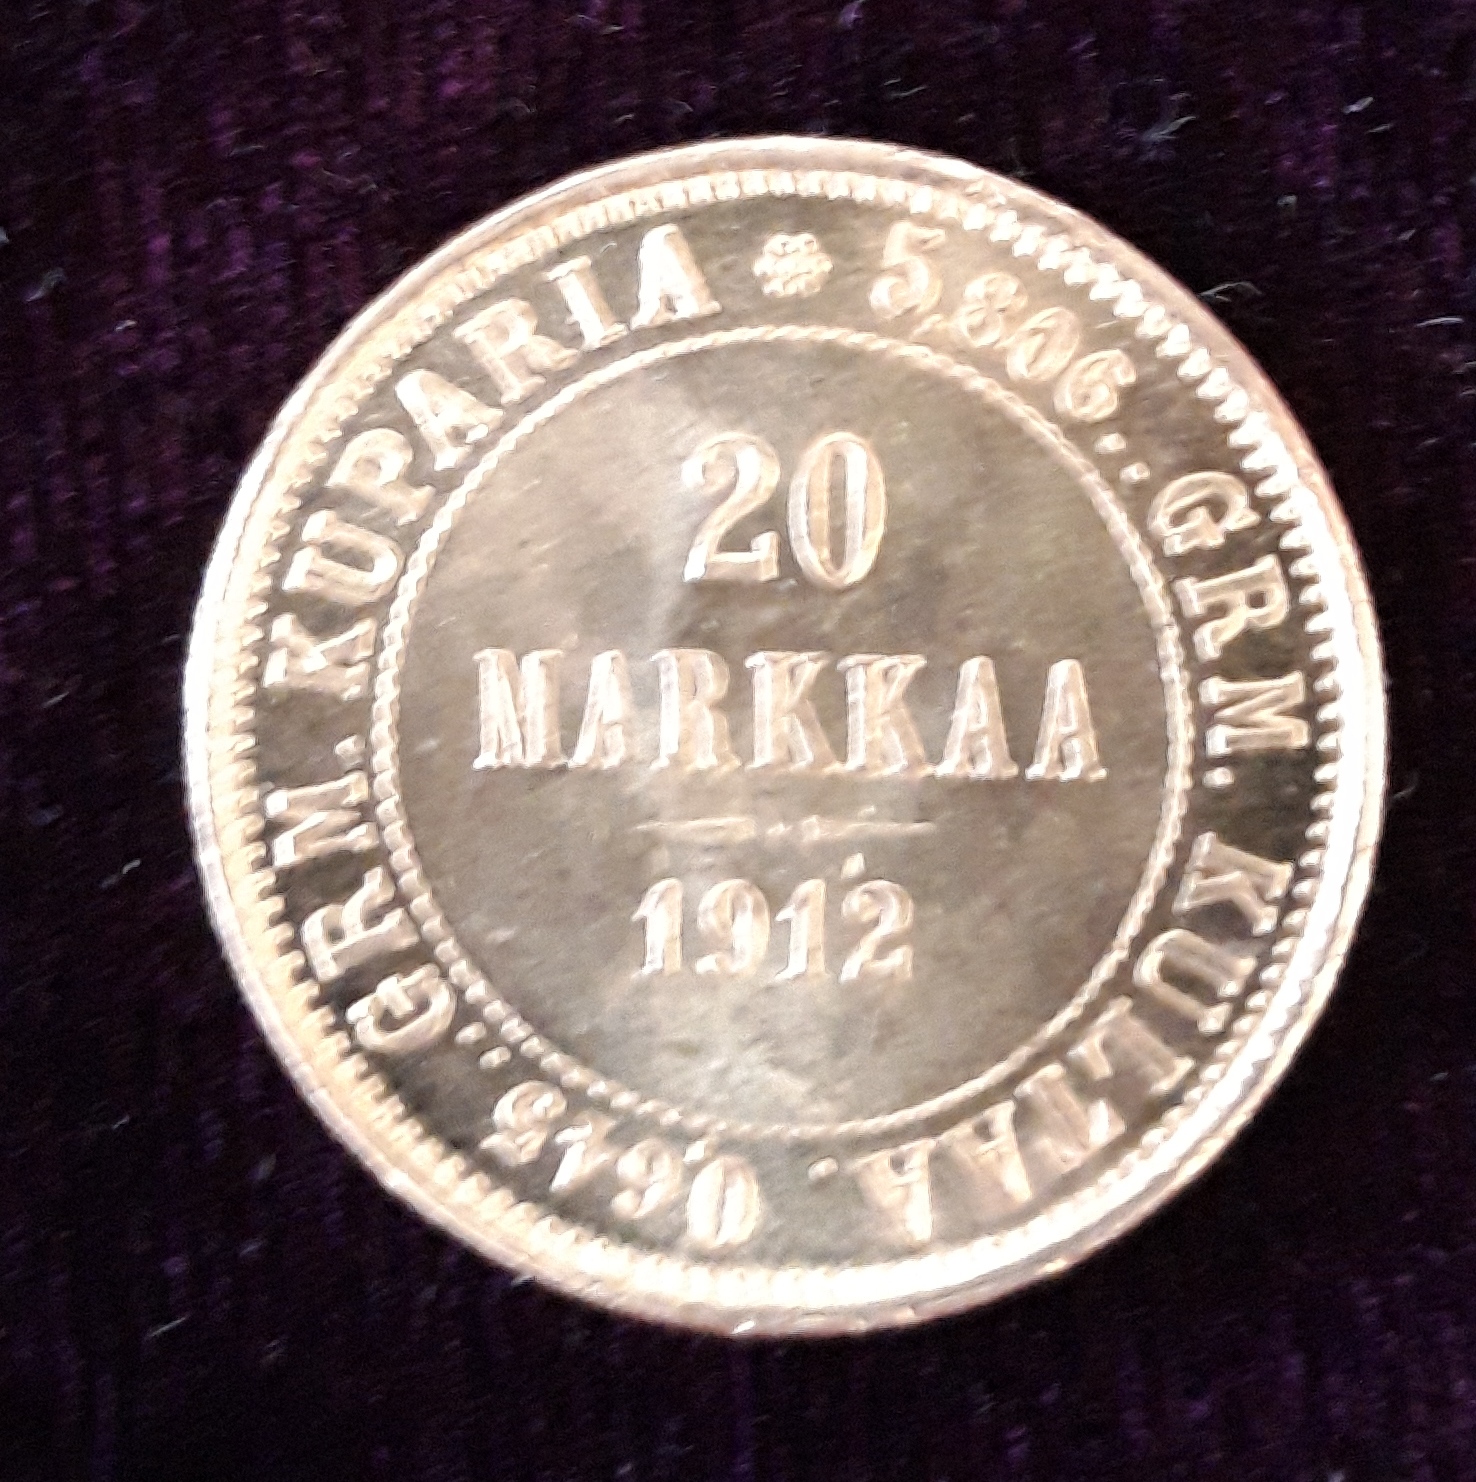 20
MARKKAA
1912
5,806.. GRM. KULTAA. 0,645.. GRM. KUPARIA